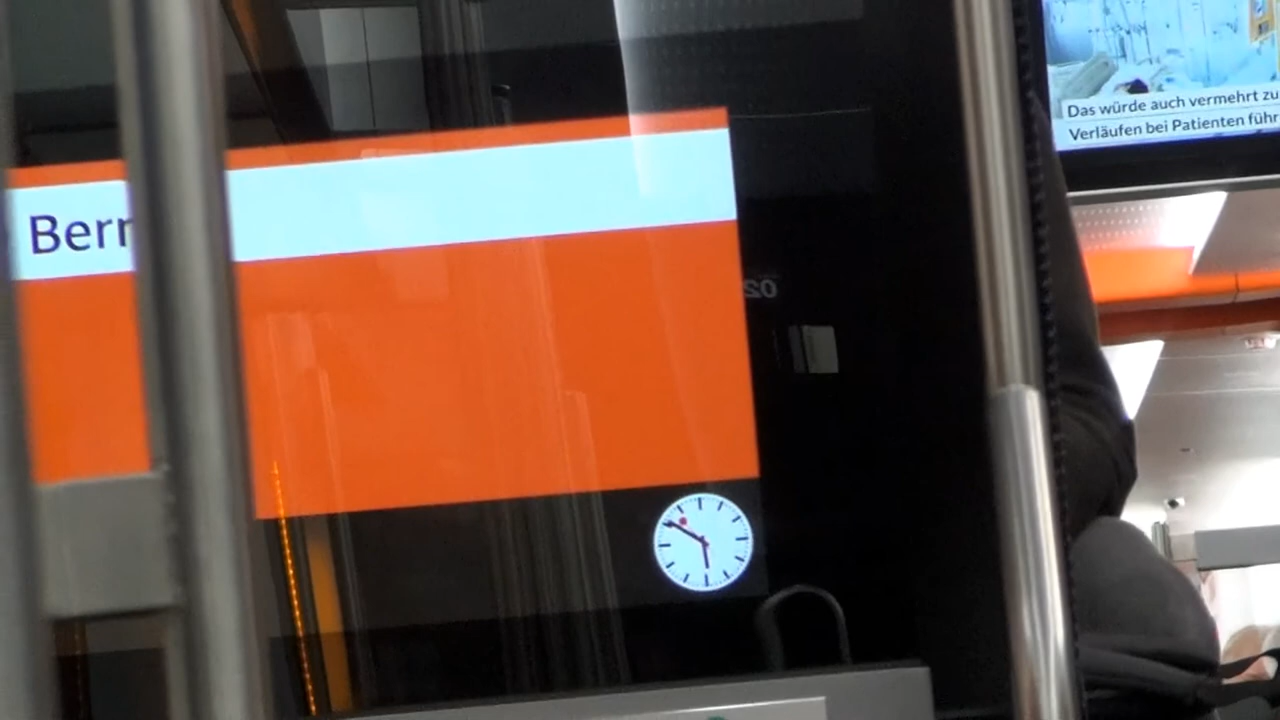 Bern
Das würde auch vermehrt zu
Verläufen bei Patienten führ